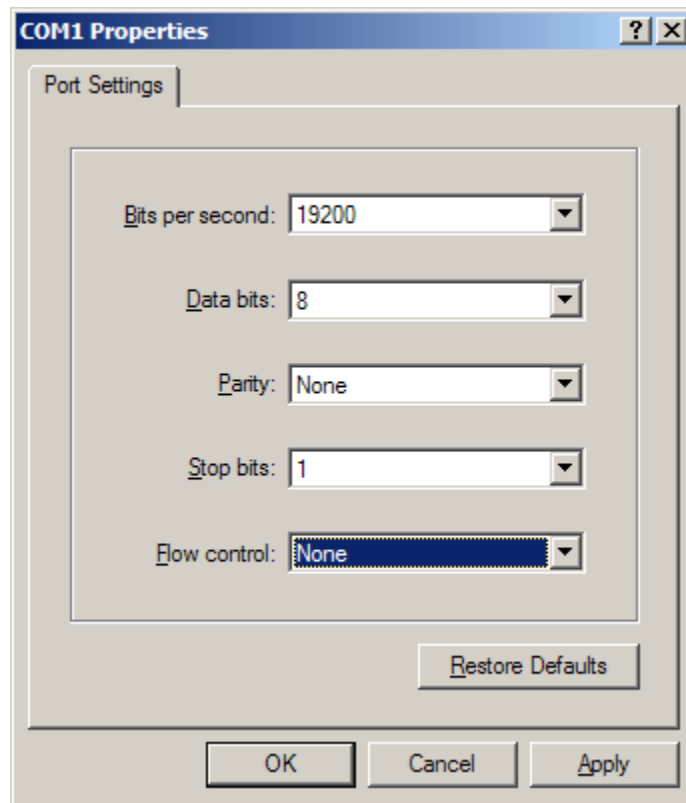 COM1 Properties
Port Settings
Bits per second: 19200
Data bits: 8
Parity: None
Stop bits: 1
Flow control: None
Restore Defaults
OK Cancel Apply